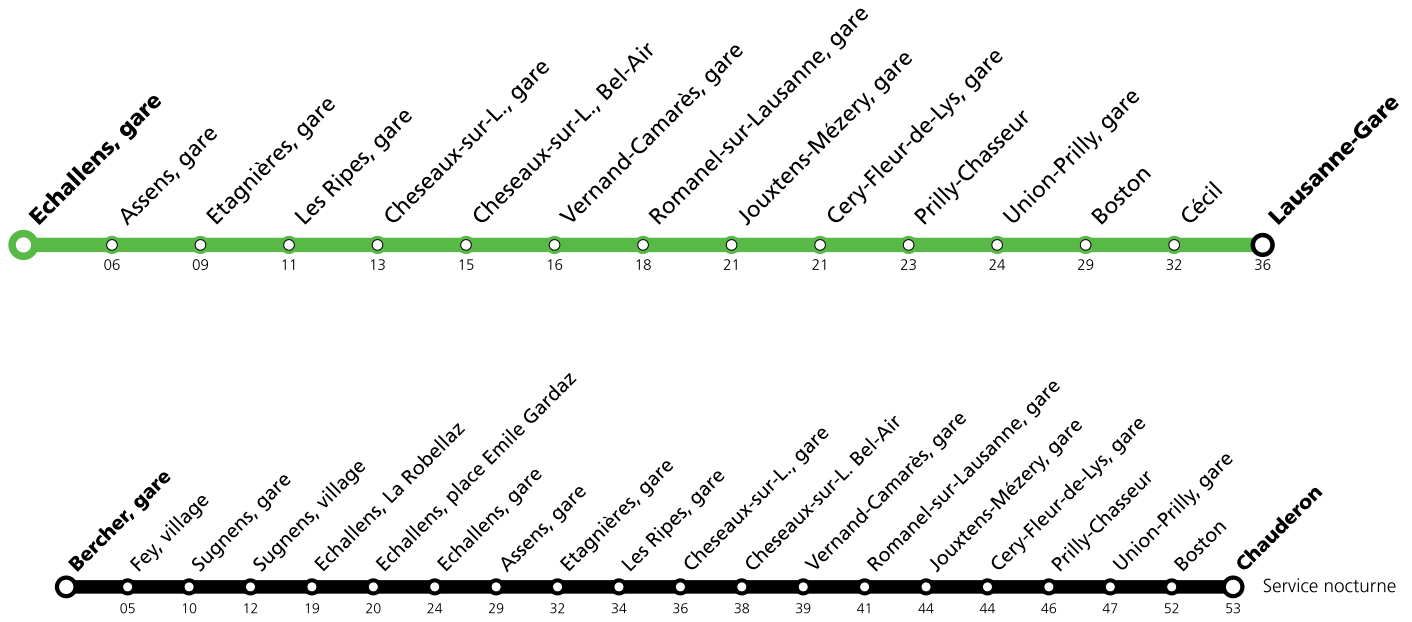 Echallens, gare
Assens, gare
Etagnières, gare
Les Ripes, gare
Cheseaux-sur-L., gare
Cheseaux-sur-L., Bel-Air
Vernand-Camarès, gare
Romanel-sur-Lausanne, gare
Jouxtens-Mézery, gare
Cery-Fleur-de-Lys, gare
Prilly-Chasseur
Union-Prilly, gare
Boston
Cécil
Lausanne-Gare
06 09 11 13 15 16 18 21 21 23 24 29 32 36
Bercher, gare
Fey, village
Sugnens, gare
Sugnens, village
Echallens, La Robellaz
Echallens, place Emile Gardaz
Echallens, gare
Assens, gare
Etagnières, gare
Les Ripes, gare
Cheseaux-sur-L., gare
Cheseaux-sur-L. Bel-Air
Vernand-Camarès, gare
Romanel-sur-Lausanne, gare
Jouxtens-Mézery, gare
Cery-Fleur-de-Lys, gare
Prilly-Chasseur
Union-Prilly, gare
Boston
Chauderon
Service nocturne
05 10 12 19 20 24 29 32 34 36 38 39 41 44 44 46 47 52 53